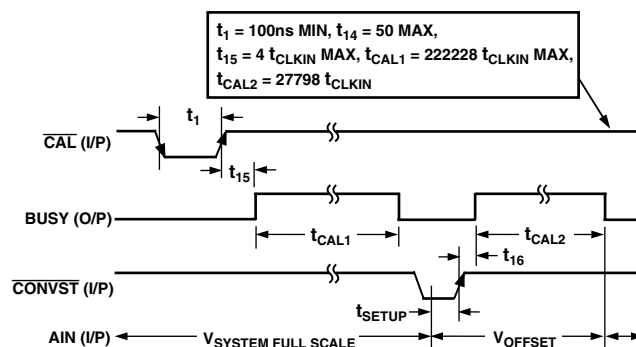 t1 = 100ns MIN, t14 = 50 MAX,
t15 = 4 tCLKIN MAX, tCAL1 = 222228 tCLKIN MAX,
tCAL2 = 27798 tCLKIN
t1
CAL (I/P)
t15
BUSY (O/P)
tCAL1
tCAL2
t16
CONVST (I/P)
tSETUP
AIN (I/P)
VSYSTEM FULL SCALE
VOFFSET